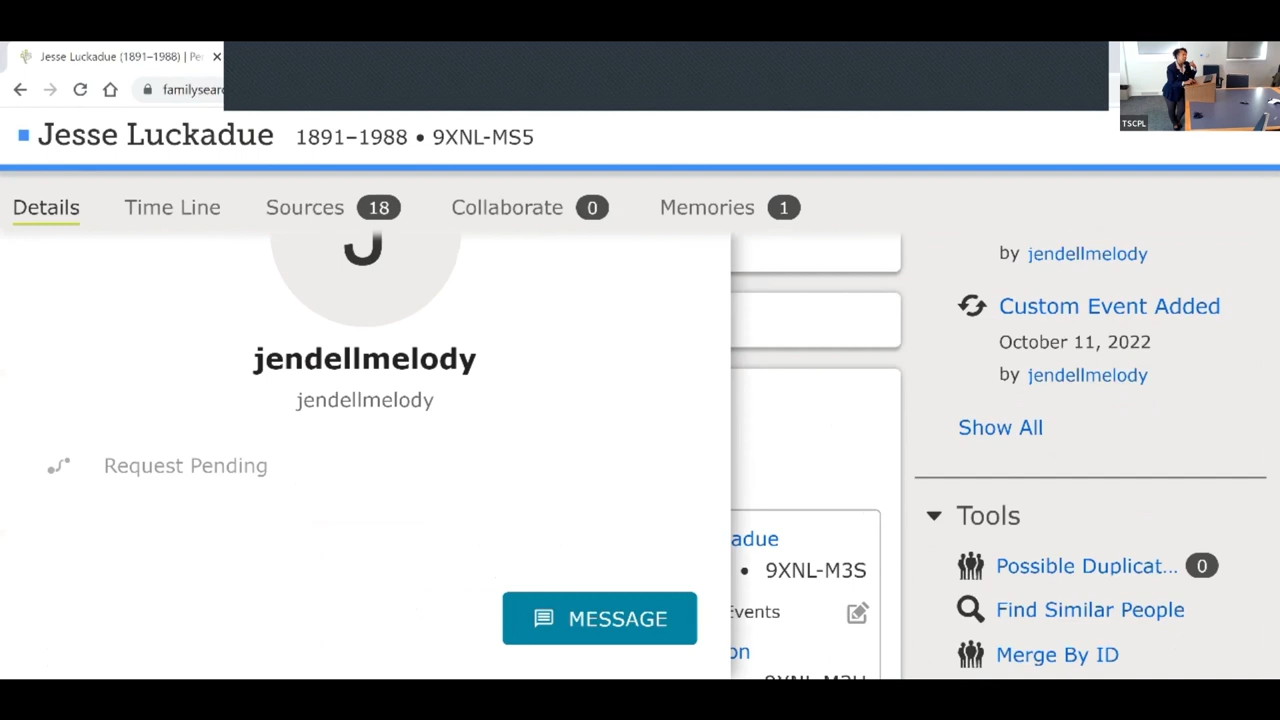 Jesse Luckadue (1891–1988) | Pe
familysear
TSCPL
Jesse Luckadue 1891–1988 • 9XNL-MS5
Details Time Line Sources 18 Collaborate 0 Memories 1
J
jendellmelody
jendellmelody
Request Pending
MESSAGE
adue
• 9XNL-M3S
Events
on
by jendellmelody
Custom Event Added
October 11, 2022
by jendellmelody
Show All
Tools
Possible Duplicat... 0
Find Similar People
Merge By ID